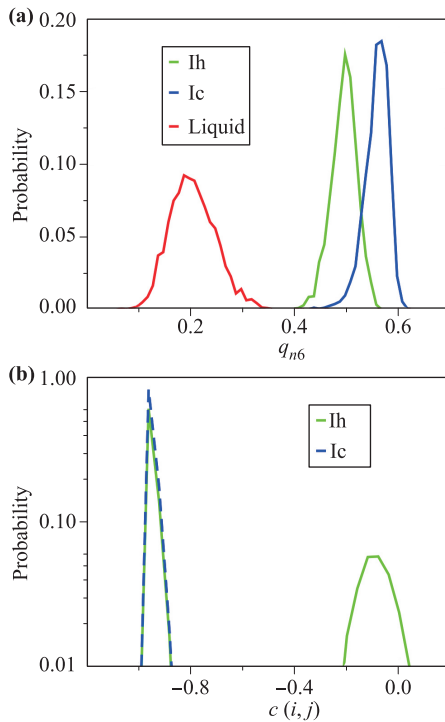 (a)
0.20
0.15
0.10
0.05
0.00
Probability
Ih
Ic
Liquid
0.2
0.4
0.6
qn6
(b)
1.00
0.10
0.01
Probability
Ih
Ic
−0.8
−0.4
0.0
c (i, j)